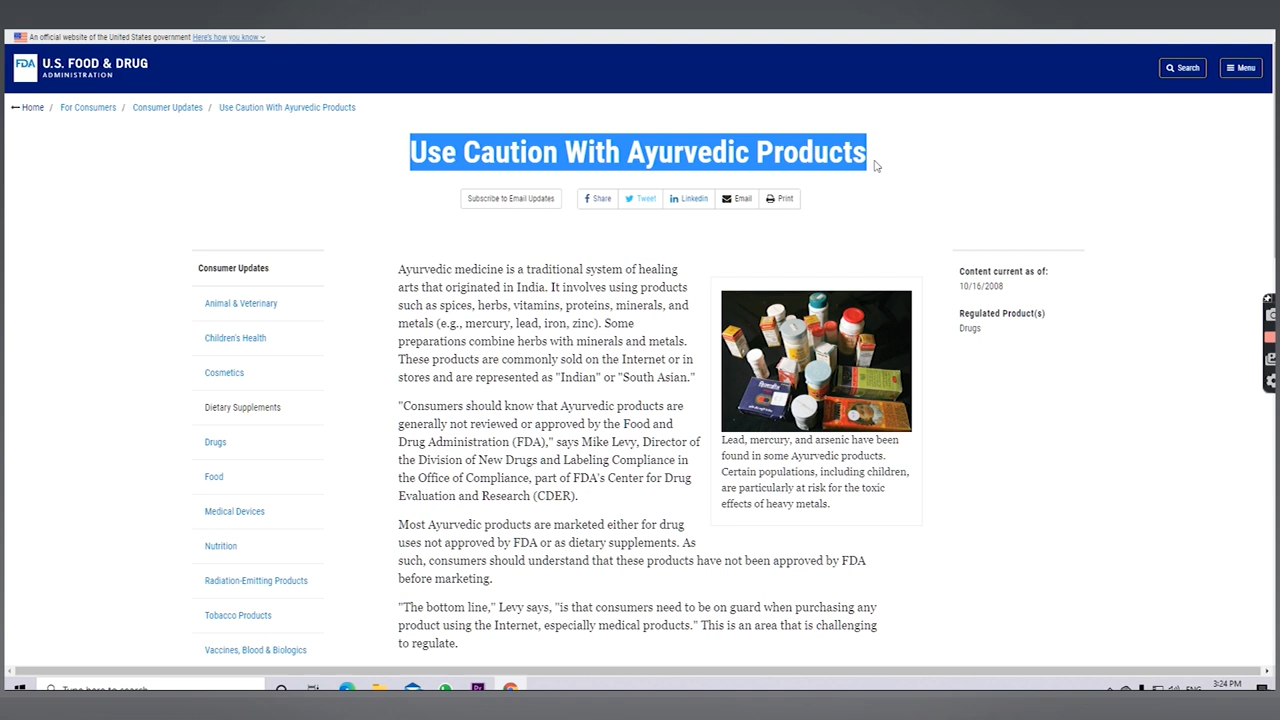 An official website of the United States government Here's how you know
FDA U.S. FOOD & DRUG
ADMINISTRATION
Search
Menu
Home / For Consumers / Consumer Updates / Use Caution With Ayurvedic Products
Use Caution With Ayurvedic Products
Subscribe to Email Updates
Share
Tweet
Linkedin
Email
Print
Consumer Updates
Animal & Veterinary
Children's Health
Cosmetics
Dietary Supplements
Drugs
Food
Medical Devices
Nutrition
Radiation-Emitting Products
Tobacco Products
Vaccines, Blood & Biologics
Ayurvedic medicine is a traditional system of healing
arts that originated in India. It involves using products
such as spices, herbs, vitamins, proteins, minerals, and
metals (e.g., mercury, lead, iron, zinc). Some
preparations combine herbs with minerals and metals.
These products are commonly sold on the Internet or in
stores and are represented as "Indian" or "South Asian."
"Consumers should know that Ayurvedic products are
generally not reviewed or approved by the Food and
Drug Administration (FDA)," says Mike Levy, Director of
the Division of New Drugs and Labeling Compliance in
the Office of Compliance, part of FDA's Center for Drug
Evaluation and Research (CDER).
Most Ayurvedic products are marketed either for drug
uses not approved by FDA or as dietary supplements. As
such, consumers should understand that these products have not been approved by FDA
before marketing.
"The bottom line," Levy says, "is that consumers need to be on guard when purchasing any
product using the Internet, especially medical products." This is an area that is challenging
to regulate.
Lead, mercury, and arsenic have been
found in some Ayurvedic products.
Certain populations, including children,
are particularly at risk for the toxic
effects of heavy metals.
Content current as of:
10/16/2008
Regulated Product(s)
Drugs
Type here to search
ENG
3:24 PM